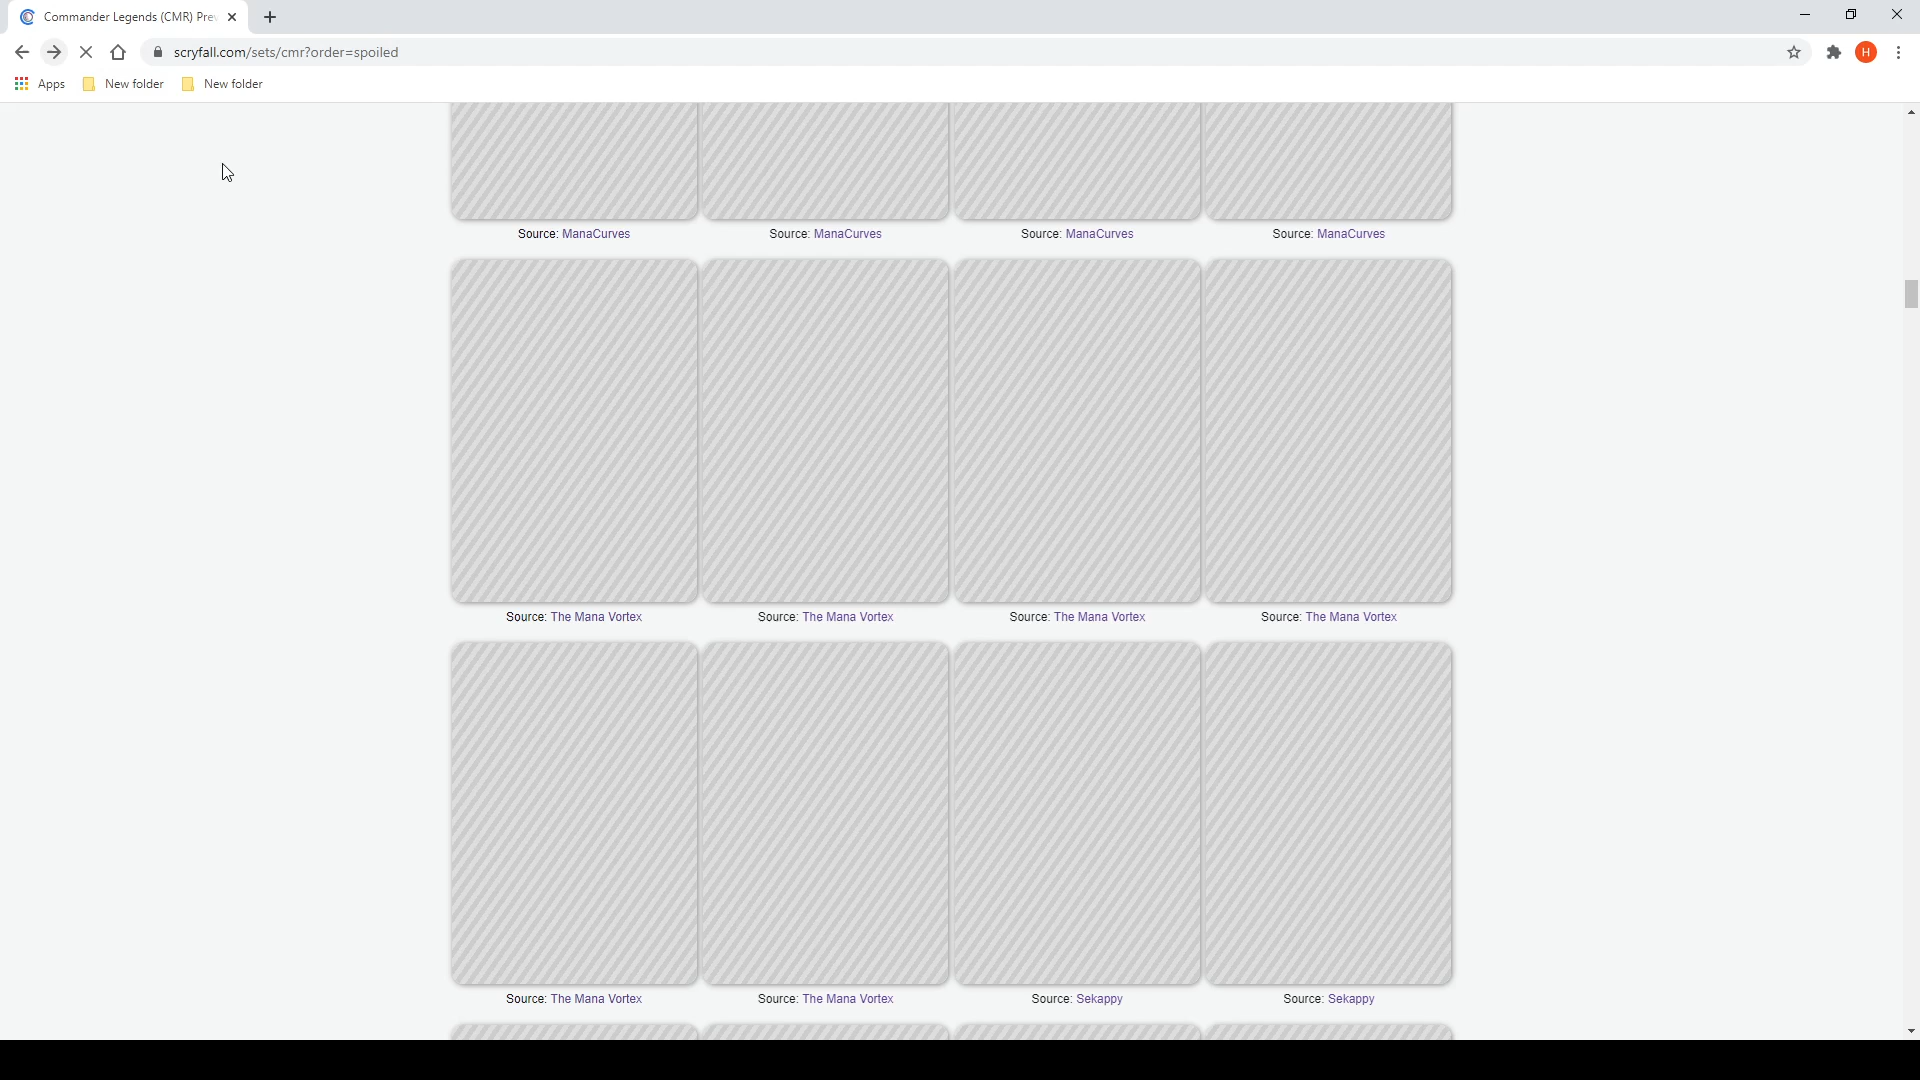 Commander Legends (CMR) Prev
scryfall.com/sets/cmr?order=spoiled
H
Apps
New folder
New folder
Source: ManaCurves
Source: ManaCurves
Source: ManaCurves
Source: ManaCurves
Source: The Mana Vortex
Source: The Mana Vortex
Source: The Mana Vortex
Source: The Mana Vortex
Source: The Mana Vortex
Source: The Mana Vortex
Source: Sekappy
Source: Sekappy